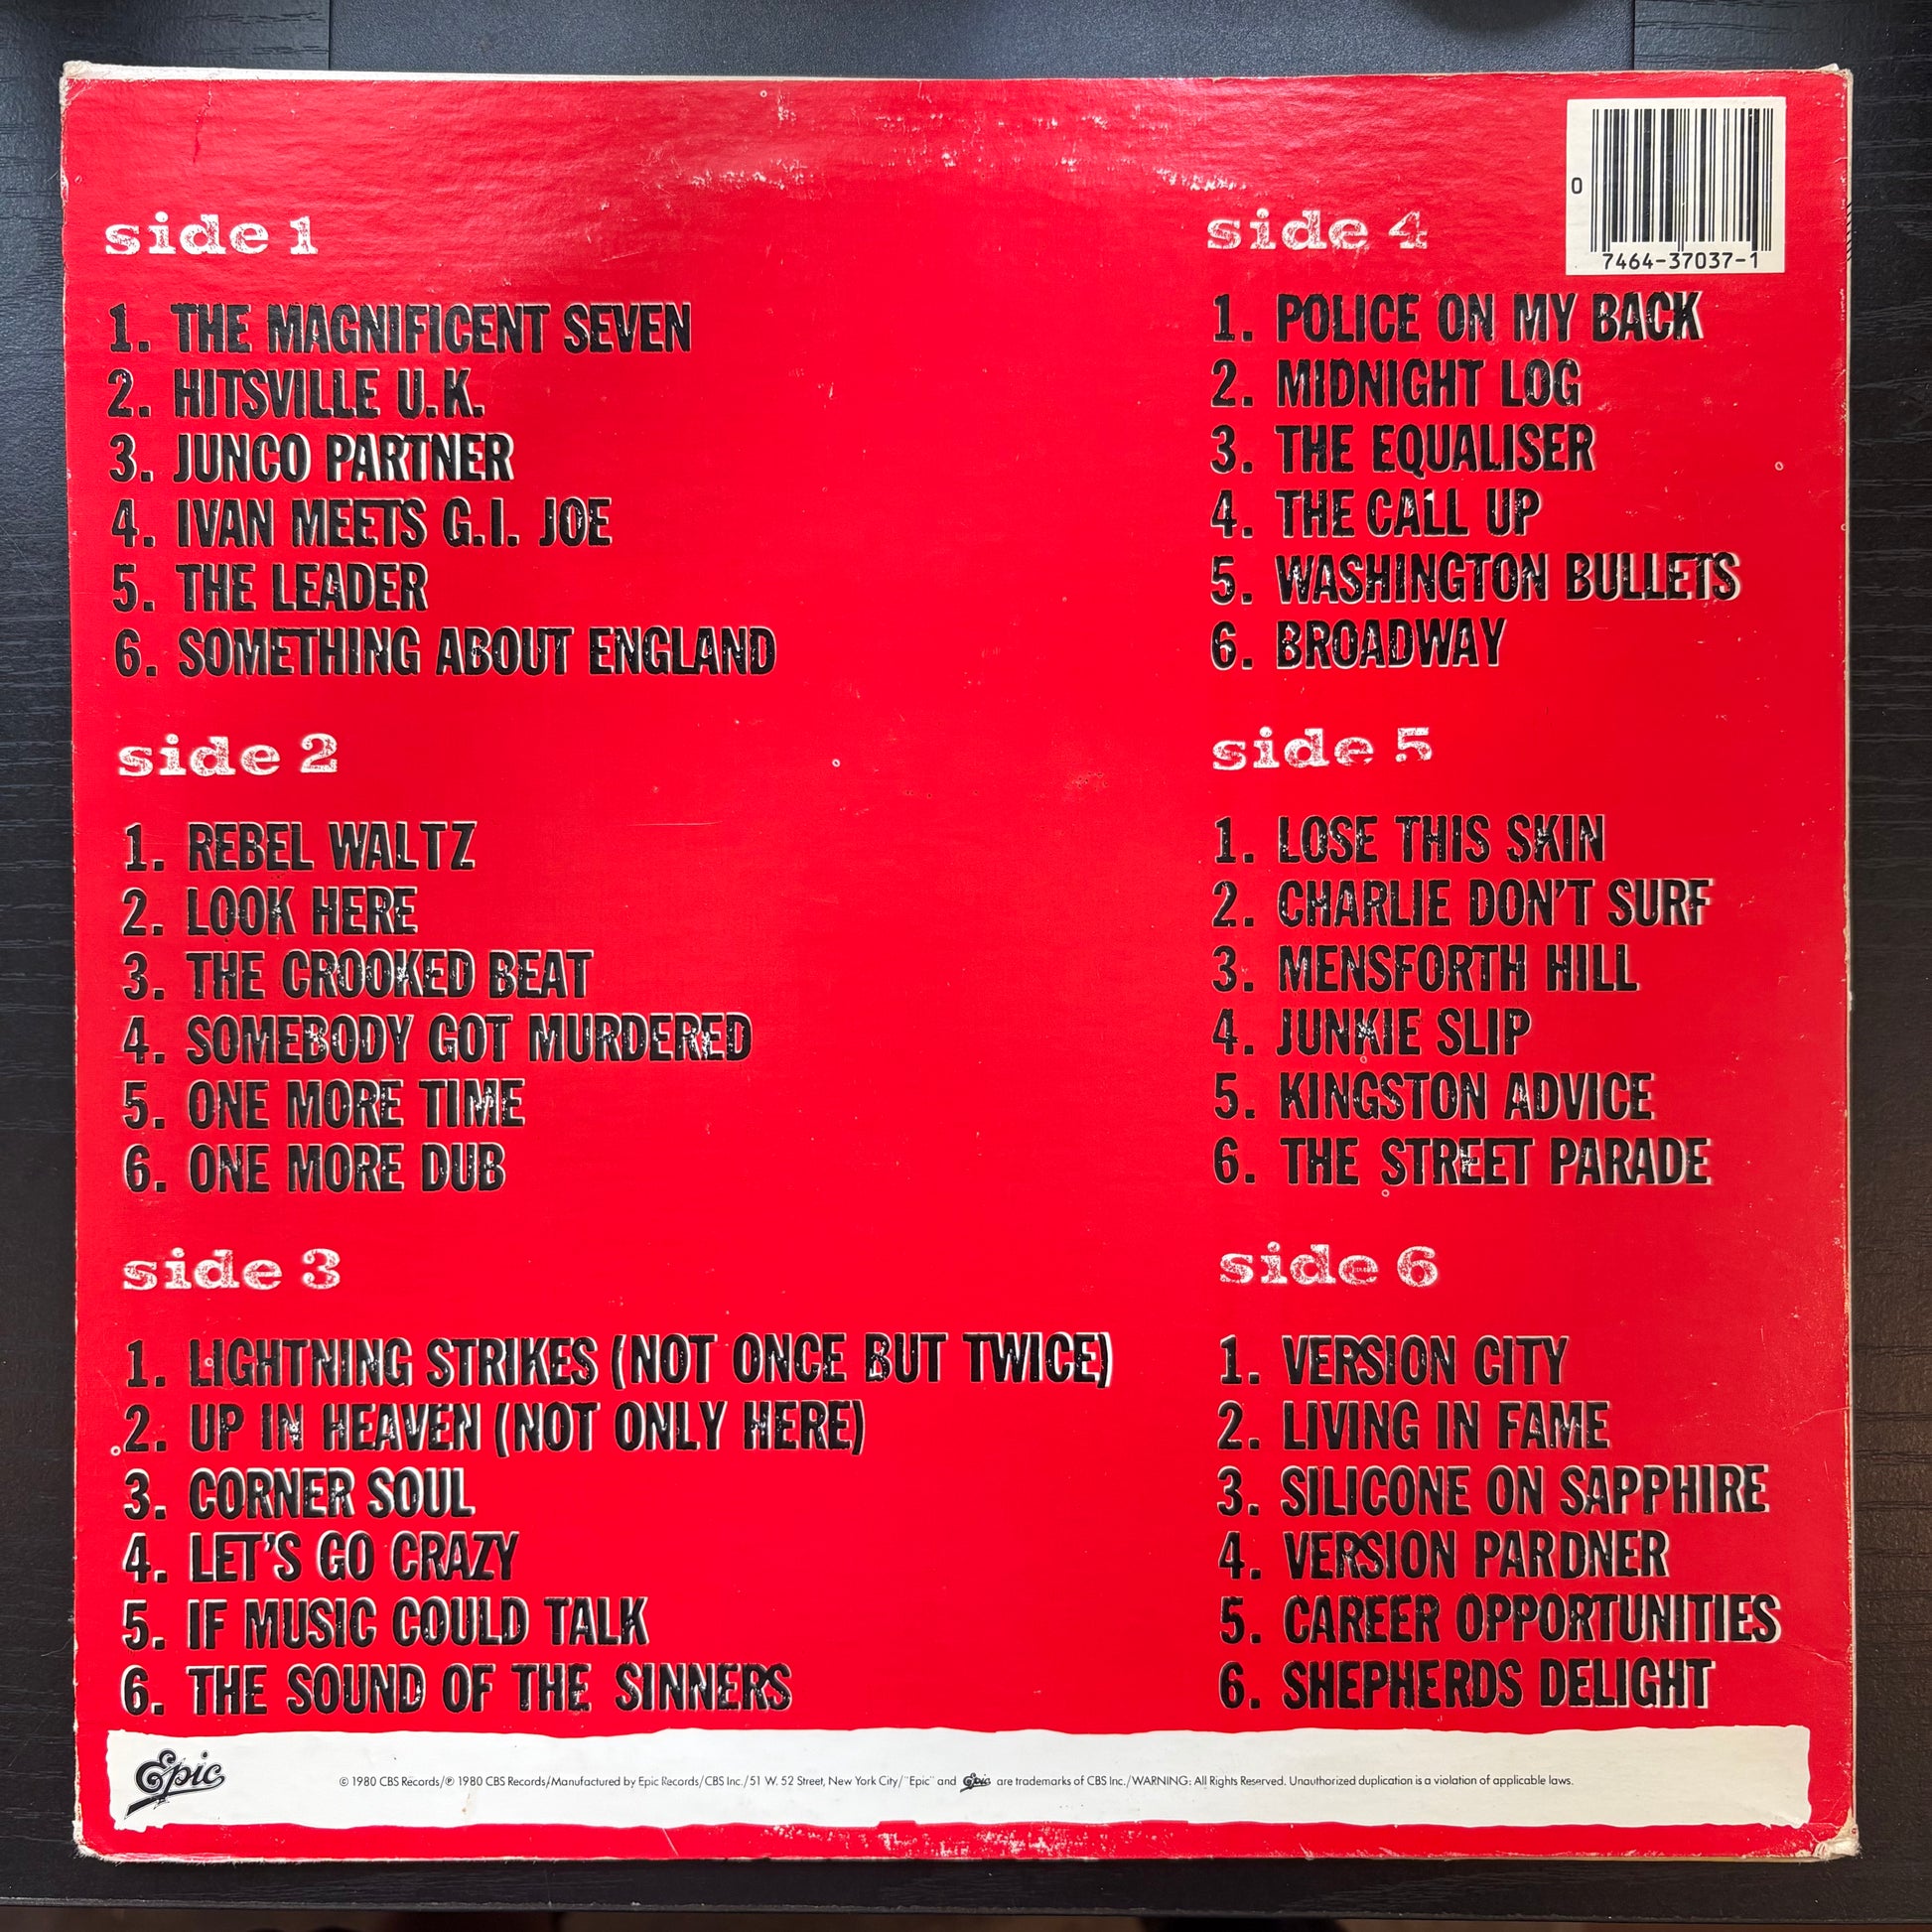 side 1
1. THE MAGNIFICENT SEVEN
2. HITSVILLE U.K.
3. JUNCO PARTNER
4. IVAN MEETS G.I. JOE
5. THE LEADER
6. SOMETHING ABOUT ENGLAND
side 2
1. REBEL WALTZ
2. LOOK HERE
3. THE CROOKED BEAT
4. SOMEBODY GOT MURDERED
5. ONE MORE TIME
6. ONE MORE DUB
side 3
1. LIGHTNING STRIKES (NOT ONCE BUT TWICE)
2. UP IN HEAVEN (NOT ONLY HERE)
3. CORNER SOUL
4. LET'S GO CRAZY
5. IF MUSIC COULD TALK
6. THE SOUND OF THE SINNERS
0
7464-37037-1
side 4
1. POLICE ON MY BACK
2. MIDNIGHT LOG
3. THE EQUALISER
4. THE CALL UP
5. WASHINGTON BULLETS
6. BROADWAY
side 5
1. LOSE THIS SKIN
2. CHARLIE DON'T SURF
3. MENSFORTH HILL
4. JUNKIE SLIP
5. KINGSTON ADVICE
6. THE STREET PARADE
side 6
1. VERSION CITY
2. LIVING IN FAME
3. SILICONE ON SAPPHIRE
4. VERSION PARDNER
5. CAREER OPPORTUNITIES
6. SHEPHERDS DELIGHT
Epic
© 1980 CBS Records/℗ 1980 CBS Records/Manufactured by Epic Records/CBS Inc./51 W. 52 Street, New York City/"Epic" and Epic are trademarks of CBS Inc./WARNING: All Rights Reserved. Unauthorized duplication is a violation of applicable laws.